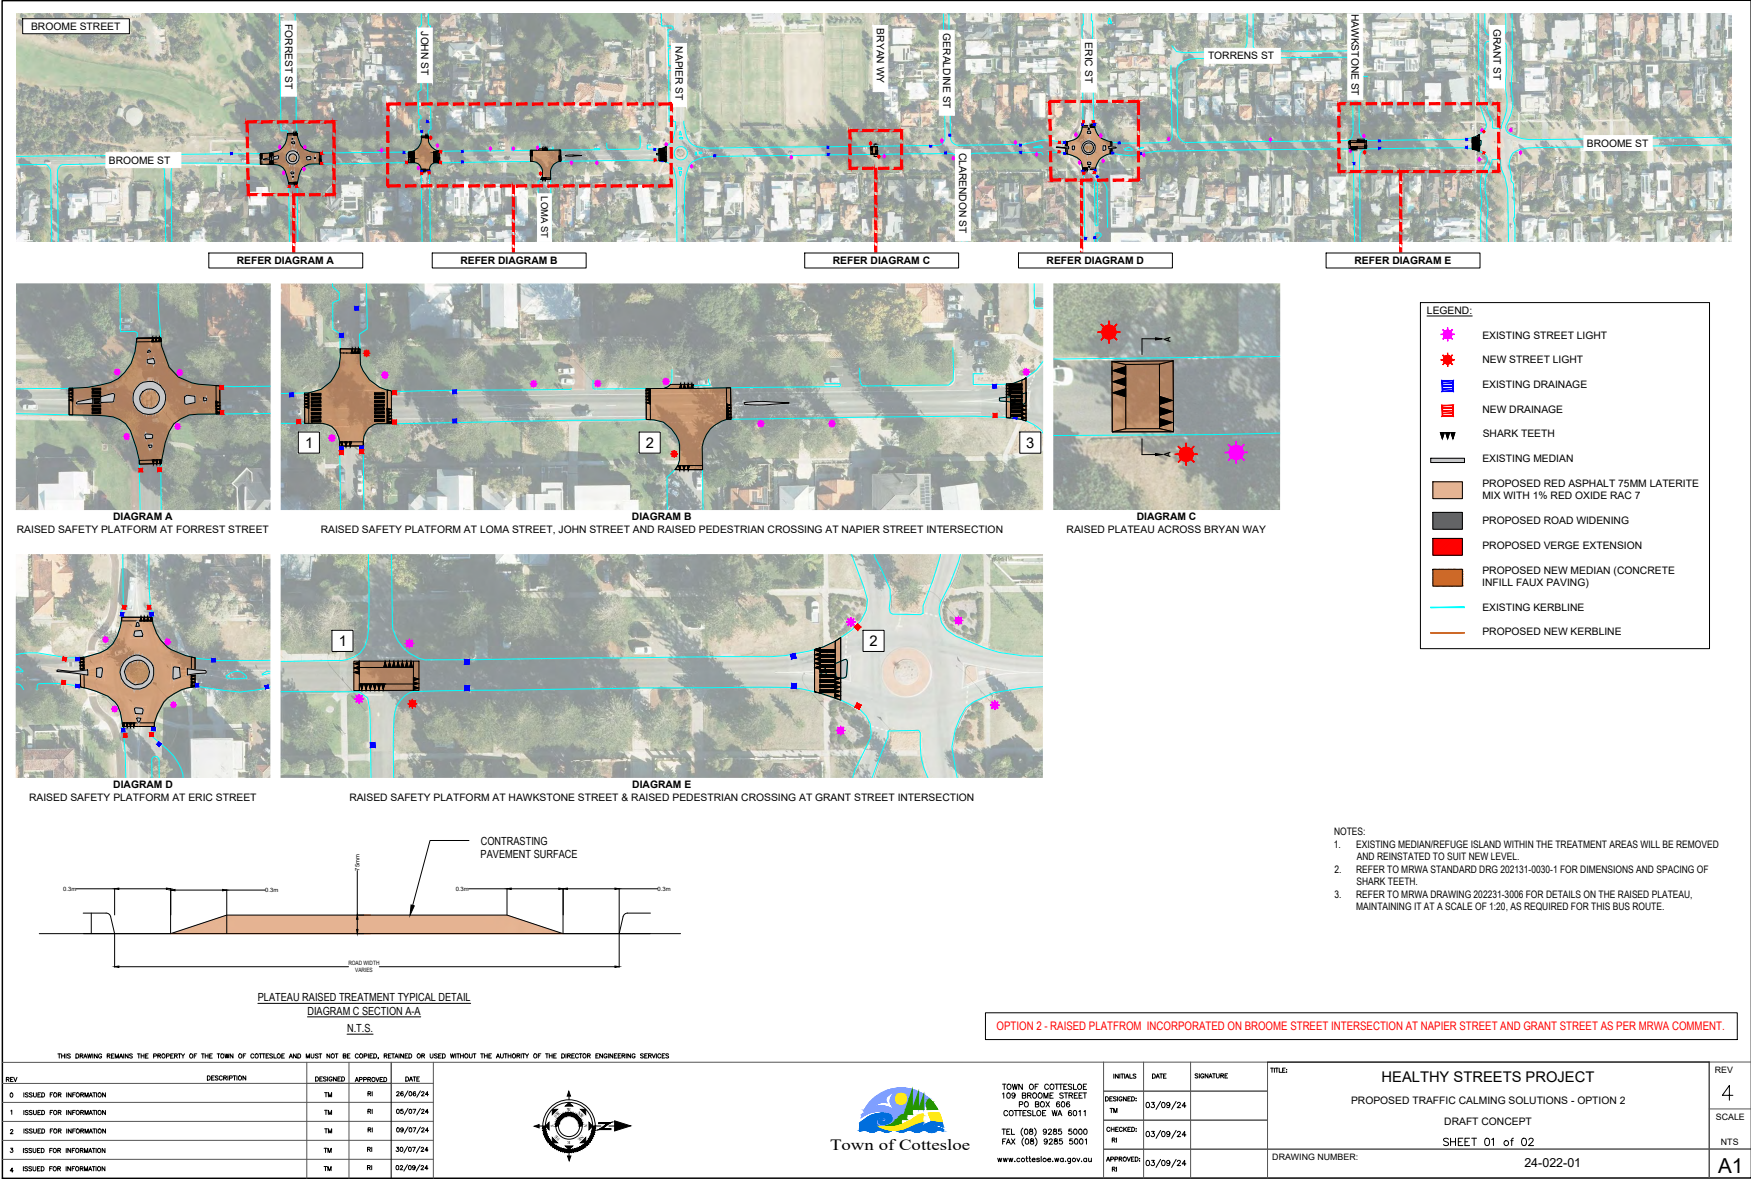 BROOME STREET
FORREST ST
JOHN ST
NAPIER ST
BRYAN WY
GERALDINE ST
ERIC ST
TORRENS ST
HAWKSTONE ST
GRANT ST
BROOME ST
LOMA ST
CLARENDON ST
BROOME ST
REFER DIAGRAM A
REFER DIAGRAM B
REFER DIAGRAM C
REFER DIAGRAM D
REFER DIAGRAM E
1
2
3
A
A
DIAGRAM A
RAISED SAFETY PLATFORM AT FORREST STREET
DIAGRAM B
RAISED SAFETY PLATFORM AT LOMA STREET, JOHN STREET AND RAISED PEDESTRIAN CROSSING AT NAPIER STREET INTERSECTION
DIAGRAM C
RAISED PLATEAU ACROSS BRYAN WAY
LEGEND:
EXISTING STREET LIGHT
NEW STREET LIGHT
EXISTING DRAINAGE
NEW DRAINAGE
SHARK TEETH
EXISTING MEDIAN
PROPOSED RED ASPHALT 75MM LATERITE
MIX WITH 1% RED OXIDE RAC 7
PROPOSED ROAD WIDENING
PROPOSED VERGE EXTENSION
PROPOSED NEW MEDIAN (CONCRETE
INFILL FAUX PAVING)
EXISTING KERBLINE
PROPOSED NEW KERBLINE
1
2
DIAGRAM D
RAISED SAFETY PLATFORM AT ERIC STREET
DIAGRAM E
RAISED SAFETY PLATFORM AT HAWKSTONE STREET & RAISED PEDESTRIAN CROSSING AT GRANT STREET INTERSECTION
CONTRASTING
PAVEMENT SURFACE
75mm
0.3m
0.3m
0.3m
0.3m
ROAD WIDTH
VARIES
PLATEAU RAISED TREATMENT TYPICAL DETAIL
DIAGRAM C SECTION A-A
N.T.S.
NOTES:
1. EXISTING MEDIAN/REFUGE ISLAND WITHIN THE TREATMENT AREAS WILL BE REMOVED
AND REINSTATED TO SUIT NEW LEVEL.
2. REFER TO MRWA STANDARD DRG 202131-0030-1 FOR DIMENSIONS AND SPACING OF
SHARK TEETH.
3. REFER TO MRWA DRAWING 202231-3006 FOR DETAILS ON THE RAISED PLATEAU,
MAINTAINING IT AT A SCALE OF 1:20, AS REQUIRED FOR THIS BUS ROUTE.
OPTION 2 - RAISED PLATFROM INCORPORATED ON BROOME STREET INTERSECTION AT NAPIER STREET AND GRANT STREET AS PER MRWA COMMENT.
THIS DRAWING REMAINS THE PROPERTY OF THE TOWN OF COTTESLOE AND MUST NOT BE COPIED, RETAINED OR USED WITHOUT THE AUTHORITY OF THE DIRECTOR ENGINEERING SERVICES
REV DESCRIPTION DESIGNED APPROVED DATE
0 ISSUED FOR INFORMATION TM RI 26/06/24
1 ISSUED FOR INFORMATION TM RI 05/07/24
2 ISSUED FOR INFORMATION TM RI 09/07/24
3 ISSUED FOR INFORMATION TM RI 30/07/24
4 ISSUED FOR INFORMATION TM RI 02/09/24
Z
Town of Cottesloe
TOWN OF COTTESLOE
109 BROOME STREET
PO BOX 606
COTTESLOE WA 6011
TEL (08) 9285 5000
FAX (08) 9285 5001
www.cottesloe.wa.gov.au
INITIALS DATE SIGNATURE
DESIGNED: TM 03/09/24
CHECKED: RI 03/09/24
APPROVED: RI 03/09/24
TITLE:
HEALTHY STREETS PROJECT
PROPOSED TRAFFIC CALMING SOLUTIONS - OPTION 2
DRAFT CONCEPT
SHEET 01 of 02
DRAWING NUMBER:
24-022-01
REV
4
SCALE
NTS
A1